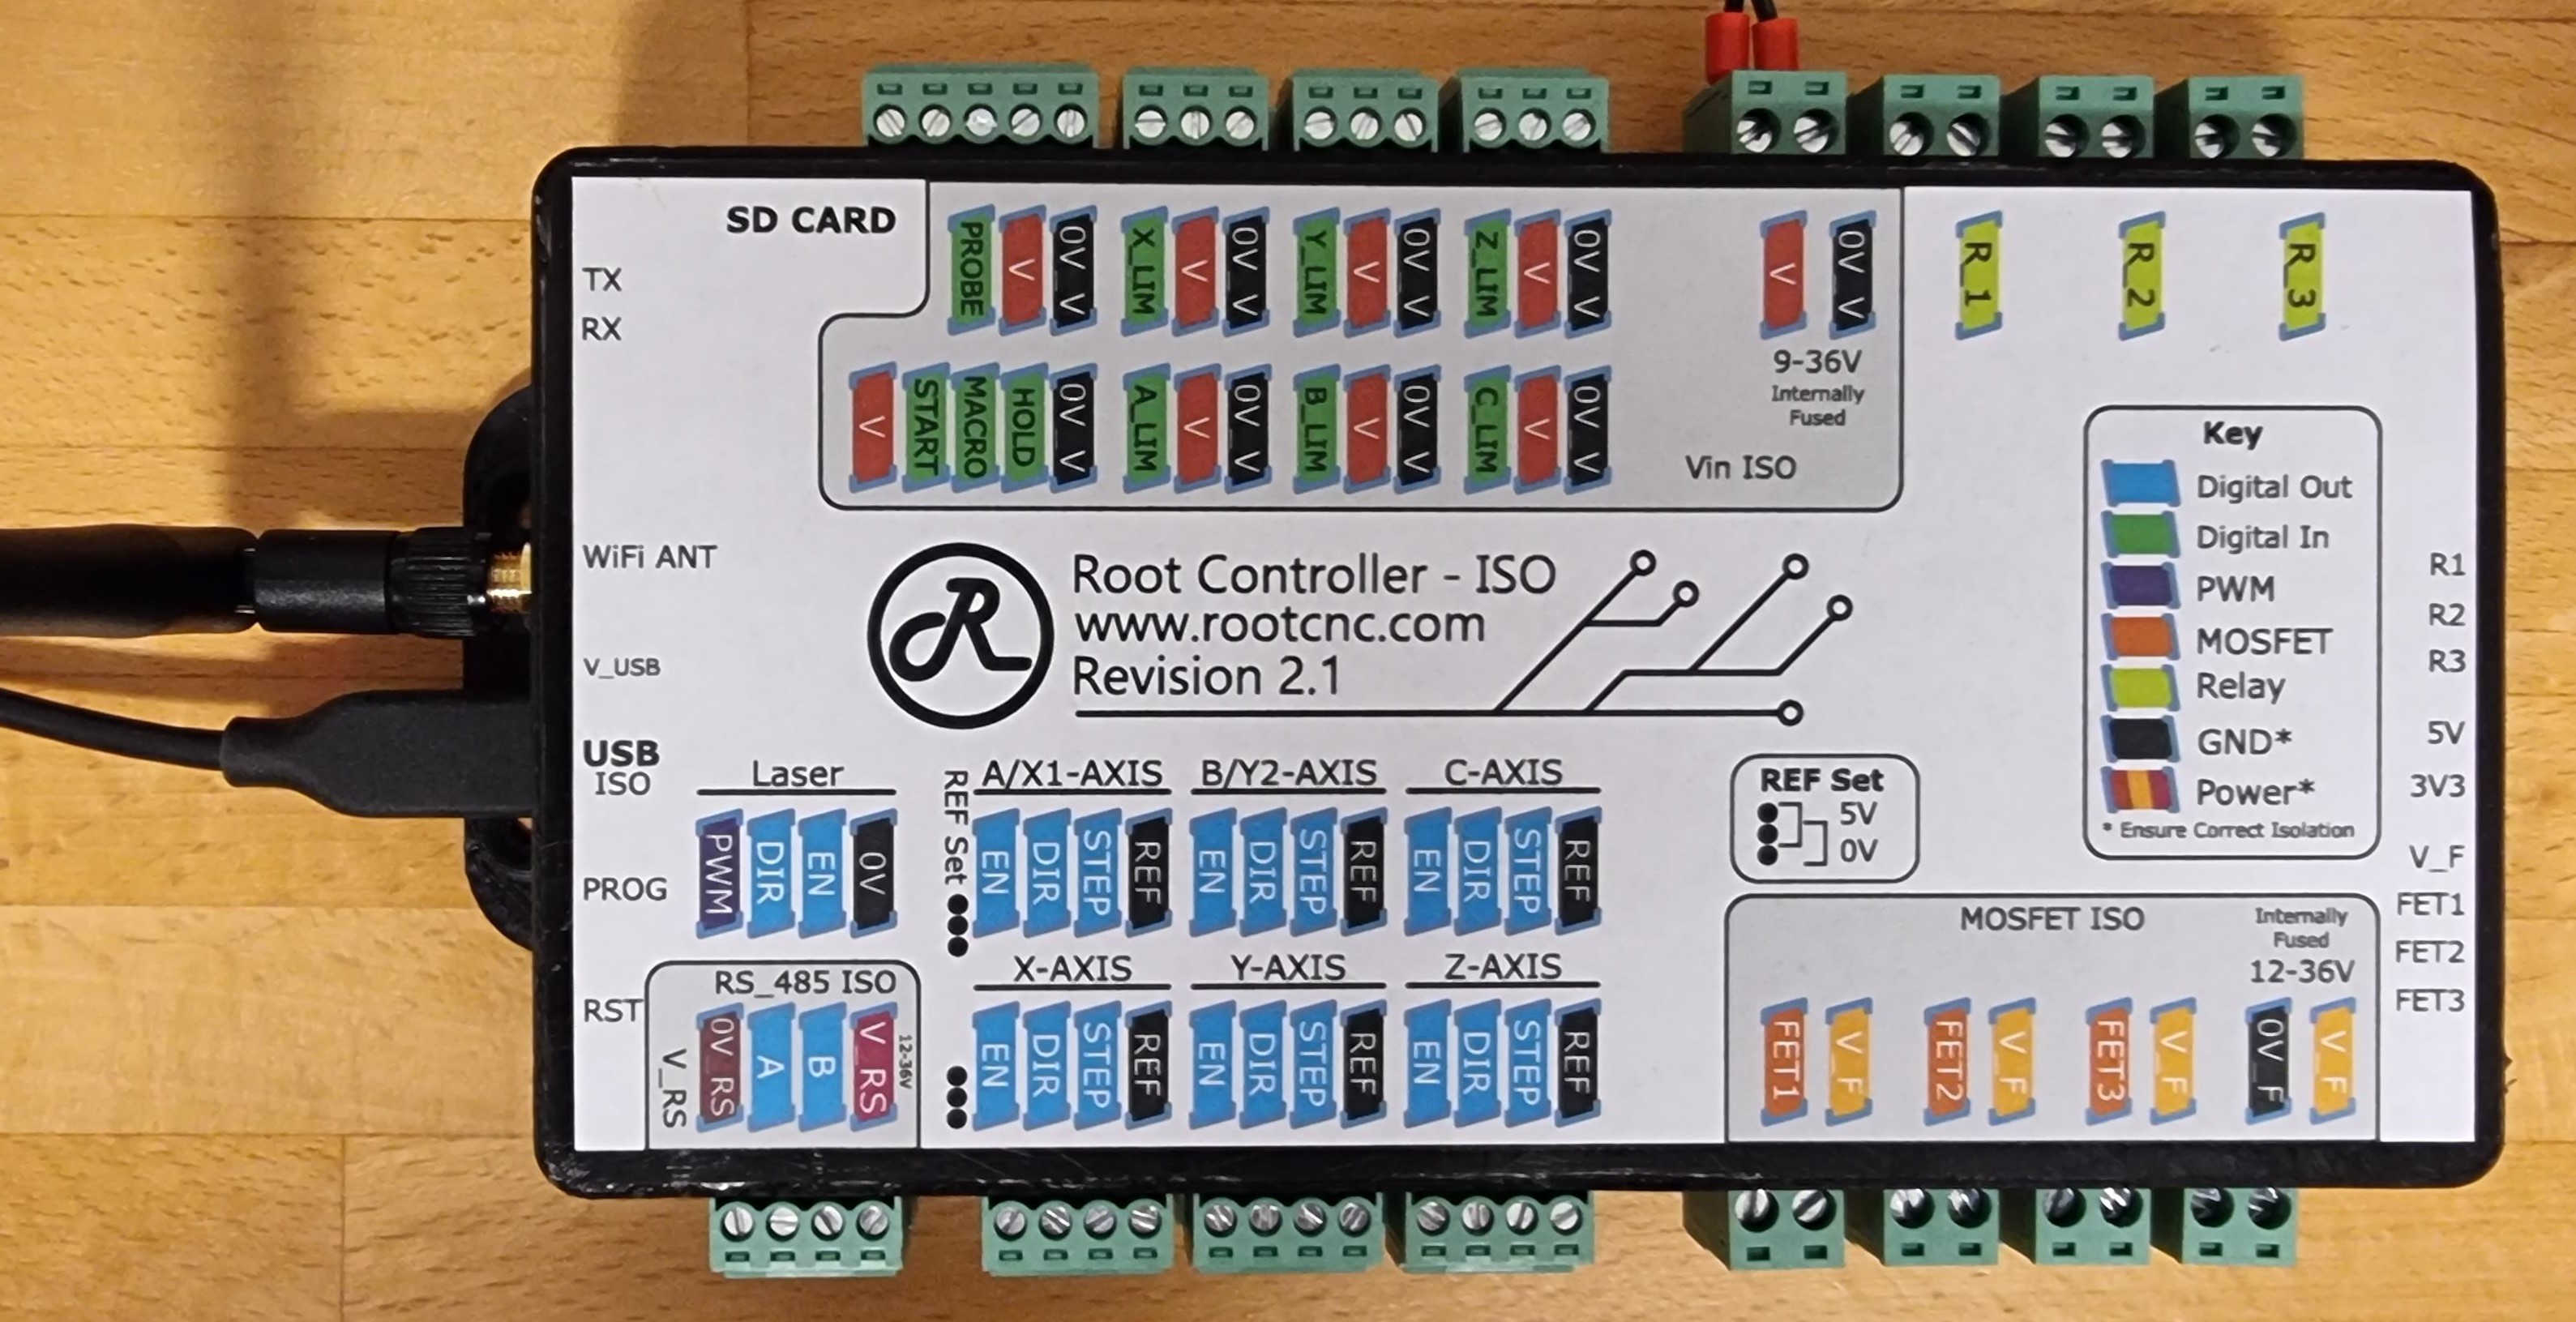 SD CARD
TX
RX
PROBE V 0V_V X_LIM V 0V_V Y_LIM V 0V_V Z_LIM V 0V_V V 0V_V
R_1 R_2 R_3
9-36V
Internally
Fused
V START MACRO HOLD 0V_V A_LIM V 0V_V B_LIM V 0V_V C_LIM V 0V_V
Vin ISO
WiFi ANT
V_USB
USB
ISO
PROG
RST
R
Root Controller - ISO
www.rootcnc.com
Revision 2.1
Key
Digital Out
Digital In
PWM
MOSFET
Relay
GND*
Power*
* Ensure Correct Isolation
R1
R2
R3
5V
3V3
V_F
FET1
FET2
FET3
Laser
PWM DIR EN 0V
REF Set
A/X1-AXIS B/Y2-AXIS C-AXIS
EN DIR STEP REF EN DIR STEP REF EN DIR STEP REF
REF Set
5V
0V
RS_485 ISO
V_RS
0V_RS A B V_RS
12-36V
X-AXIS Y-AXIS Z-AXIS
EN DIR STEP REF EN DIR STEP REF EN DIR STEP REF
MOSFET ISO
Internally
Fused
12-36V
FET1 V_F FET2 V_F FET3 V_F 0V_F V_F